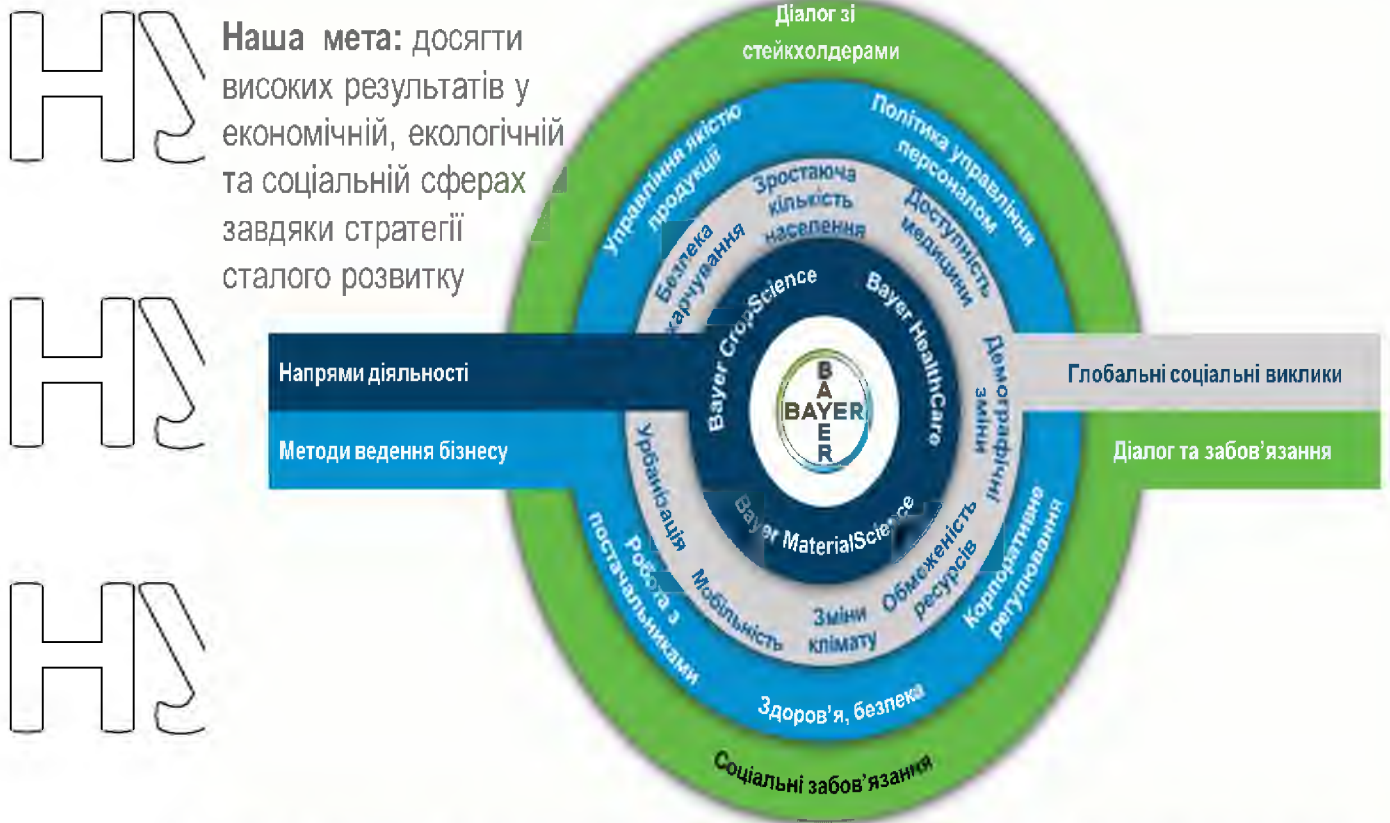 Наша мета: досягти
високих результатів у
економічній, екологічній
та соціальній сферах
завдяки стратегії
сталого розвитку
Діалог зі
стейкхолдерами
Управління якістю
продукції
Політика управління
персоналом
Зростаюча
кількість
населення
Безпека
харчування
Доступність
медицини
Bayer CropScience
Bayer HealthCare
Напрями діяльності
Методи ведення бізнесу
BAYER
BAYER
Демографічні
зміни
Глобальні соціальні виклики
Діалог та забов’язання
Урбанізація
Bayer MaterialScience
Робота з
постачальниками
Мобільність
Зміни
клімату
Обмеженість
ресурсів
Корпоративно
регулювання
Здоров’я, безпека
Соціальні забов’язання